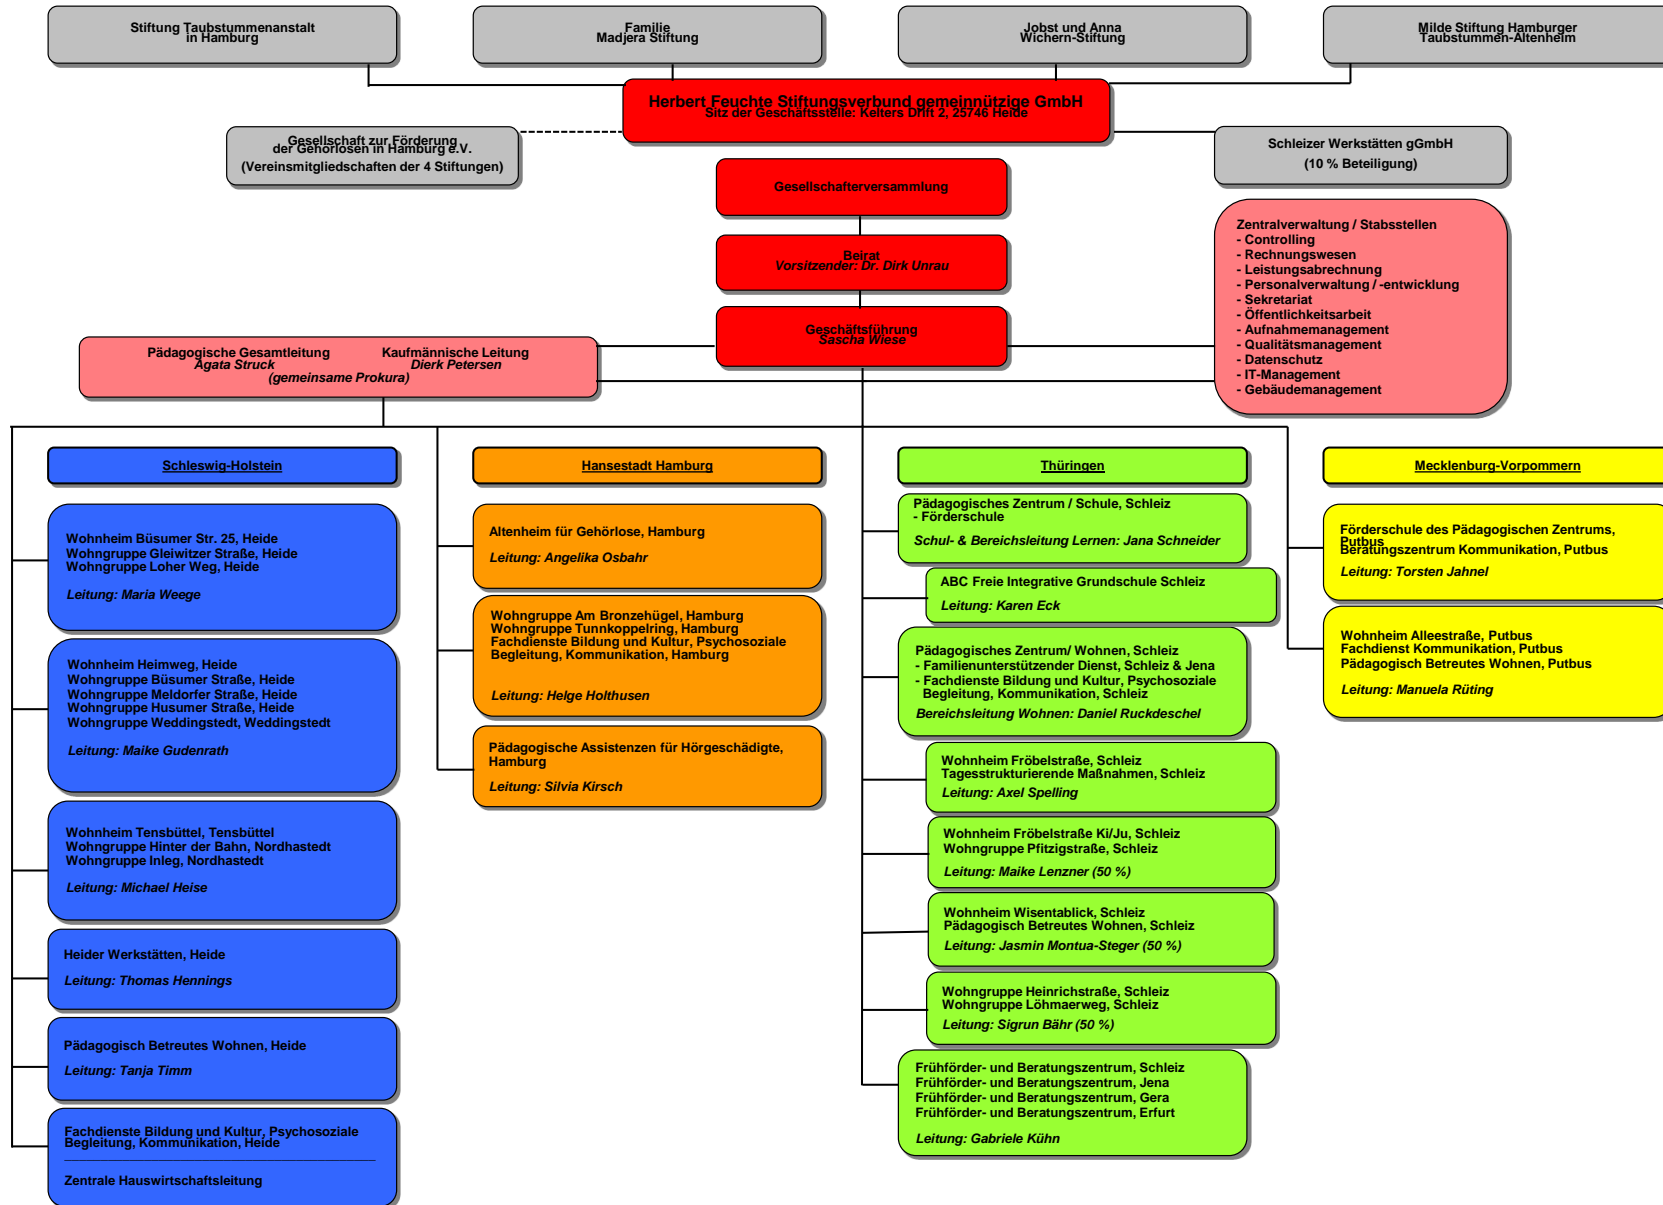 Stiftung Taubstummenanstalt
in Hamburg
Familie
Madjera Stiftung
Jobst und Anna
Wichern-Stiftung
Milde Stiftung Hamburger
Taubstummen-Altenheim
Herbert Feuchte Stiftungsverbund gemeinnützige GmbH
Sitz der Geschäftsstelle: Kelters Drift 2, 25746 Heide
Gesellschaft zur Förderung
der Gehörlosen in Hamburg e.V.
(Vereinsmitgliedschaften der 4 Stiftungen)
Schleizer Werkstätten gGmbH
(10 % Beteiligung)
Gesellschafterversammlung
Beirat
Vorsitzender: Dr. Dirk Unrau
Geschäftsführung
Sascha Wiese
Zentralverwaltung / Stabsstellen
- Controlling
- Rechnungswesen
- Leistungsabrechnung
- Personalverwaltung / -entwicklung
- Sekretariat
- Öffentlichkeitsarbeit
- Aufnahmemanagement
- Qualitätsmanagement
- Datenschutz
- IT-Management
- Gebäudemanagement
Pädagogische Gesamtleitung Kaufmännische Leitung
Agata Struck Dierk Petersen
(gemeinsame Prokura)
Schleswig-Holstein
Wohnheim Büsumer Str. 25, Heide
Wohngruppe Gleiwitzer Straße, Heide
Wohngruppe Loher Weg, Heide
Leitung: Maria Weege
Wohnheim Heimweg, Heide
Wohngruppe Büsumer Straße, Heide
Wohngruppe Meldorfer Straße, Heide
Wohngruppe Husumer Straße, Heide
Wohngruppe Weddingstedt, Weddingstedt
Leitung: Maike Gudenrath
Wohnheim Tensbüttel, Tensbüttel
Wohngruppe Hinter der Bahn, Nordhastedt
Wohngruppe Inleg, Nordhastedt
Leitung: Michael Heise
Heider Werkstätten, Heide
Leitung: Thomas Hennings
Pädagogisch Betreutes Wohnen, Heide
Leitung: Tanja Timm
Fachdienste Bildung und Kultur, Psychosoziale
Begleitung, Kommunikation, Heide
Zentrale Hauswirtschaftsleitung
Hansestadt Hamburg
Altenheim für Gehörlose, Hamburg
Leitung: Angelika Osbahr
Wohngruppe Am Bronzehügel, Hamburg
Wohngruppe Tunnkoppelring, Hamburg
Fachdienste Bildung und Kultur, Psychosoziale
Begleitung, Kommunikation, Hamburg
Leitung: Helge Holthusen
Pädagogische Assistenzen für Hörgeschädigte,
Hamburg
Leitung: Silvia Kirsch
Thüringen
Pädagogisches Zentrum / Schule, Schleiz
- Förderschule
Schul- & Bereichsleitung Lernen: Jana Schneider
ABC Freie Integrative Grundschule Schleiz
Leitung: Karen Eck
Pädagogisches Zentrum/ Wohnen, Schleiz
- Familienunterstützender Dienst, Schleiz & Jena
- Fachdienste Bildung und Kultur, Psychosoziale
Begleitung, Kommunikation, Schleiz
Bereichsleitung Wohnen: Daniel Ruckdeschel
Wohnheim Fröbelstraße, Schleiz
Tagesstrukturierende Maßnahmen, Schleiz
Leitung: Axel Spelling
Wohnheim Fröbelstraße Ki/Ju, Schleiz
Wohngruppe Pfitzigstraße, Schleiz
Leitung: Maike Lenzner (50 %)
Wohnheim Wisentablick, Schleiz
Pädagogisch Betreutes Wohnen, Schleiz
Leitung: Jasmin Montua-Steger (50 %)
Wohngruppe Heinrichstraße, Schleiz
Wohngruppe Löhmaerweg, Schleiz
Leitung: Sigrun Bähr (50 %)
Frühförder- und Beratungszentrum, Schleiz
Frühförder- und Beratungszentrum, Jena
Frühförder- und Beratungszentrum, Gera
Frühförder- und Beratungszentrum, Erfurt
Leitung: Gabriele Kühn
Mecklenburg-Vorpommern
Förderschule des Pädagogischen Zentrums,
Putbus
Beratungszentrum Kommunikation, Putbus
Leitung: Torsten Jahnel
Wohnheim Alleestraße, Putbus
Fachdienst Kommunikation, Putbus
Pädagogisch Betreutes Wohnen, Putbus
Leitung: Manuela Rüting